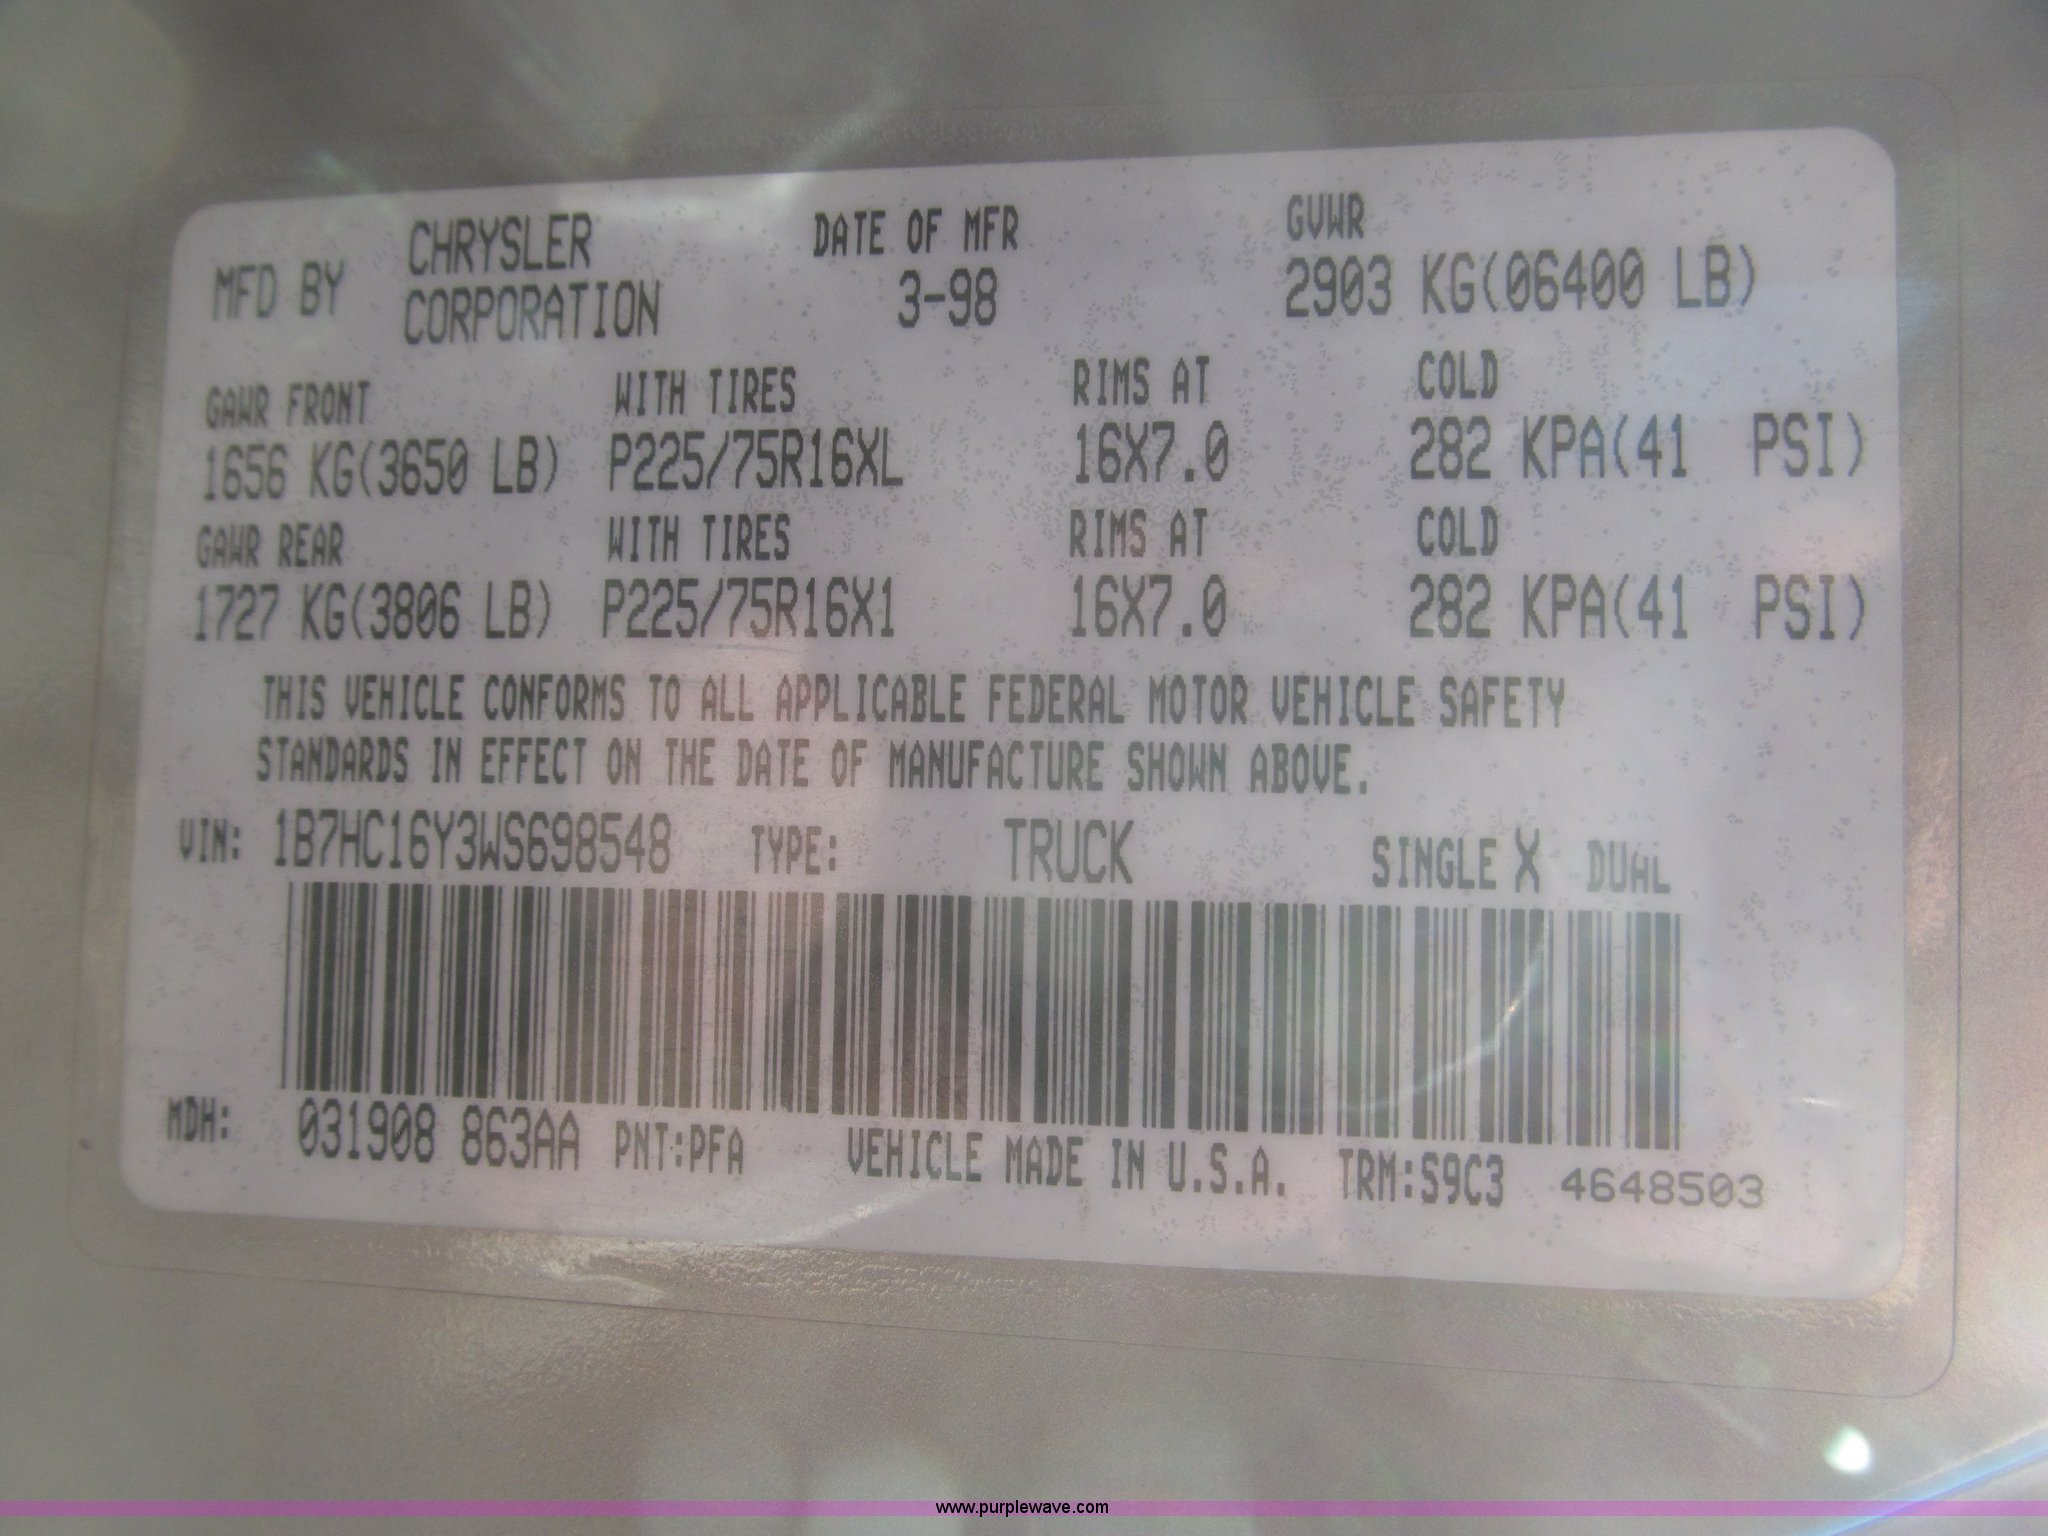 MFD BY CHRYSLER CORPORATION DATE OF MFR 3-98 GVWR 2903 KG(06400 LB)
GAWR FRONT WITH TIRES RIMS AT COLD
1656 KG(3650 LB) P225/75R16XL 16X7.0 282 KPA(41 PSI)
GAWR REAR WITH TIRES RIMS AT COLD
1727 KG(3806 LB) P225/75R16X1 16X7.0 282 KPA(41 PSI)
THIS VEHICLE CONFORMS TO ALL APPLICABLE FEDERAL MOTOR VEHICLE SAFETY
STANDARDS IN EFFECT ON THE DATE OF MANUFACTURE SHOWN ABOVE.
VIN: 1B7HC16Y3WS698548 TYPE: TRUCK SINGLE X DUAL
MDH: 031908 863AA PNT:PFA VEHICLE MADE IN U.S.A. TRM:S9C3 4648503
www.purplewave.com